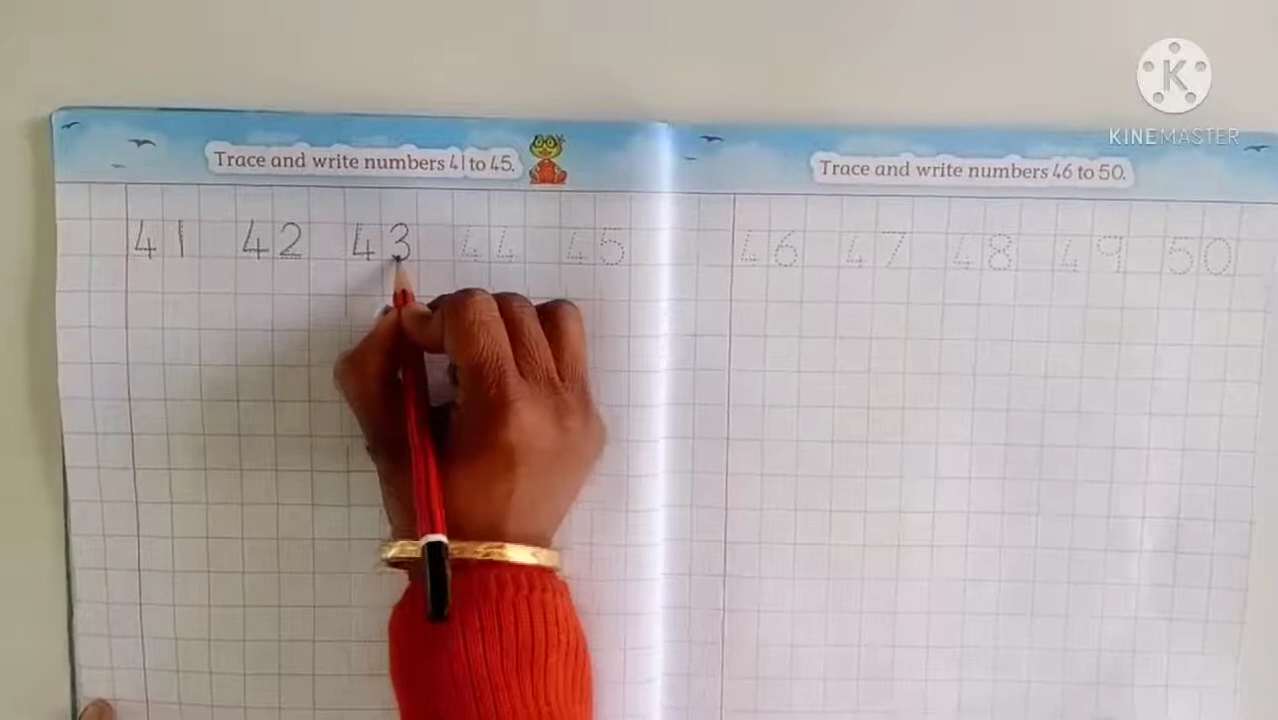 Trace and write numbers 41 to 45.
41 42 43 44 45
Trace and write numbers 46 to 50.
46 47 48 49 50
K
KINEMASTER